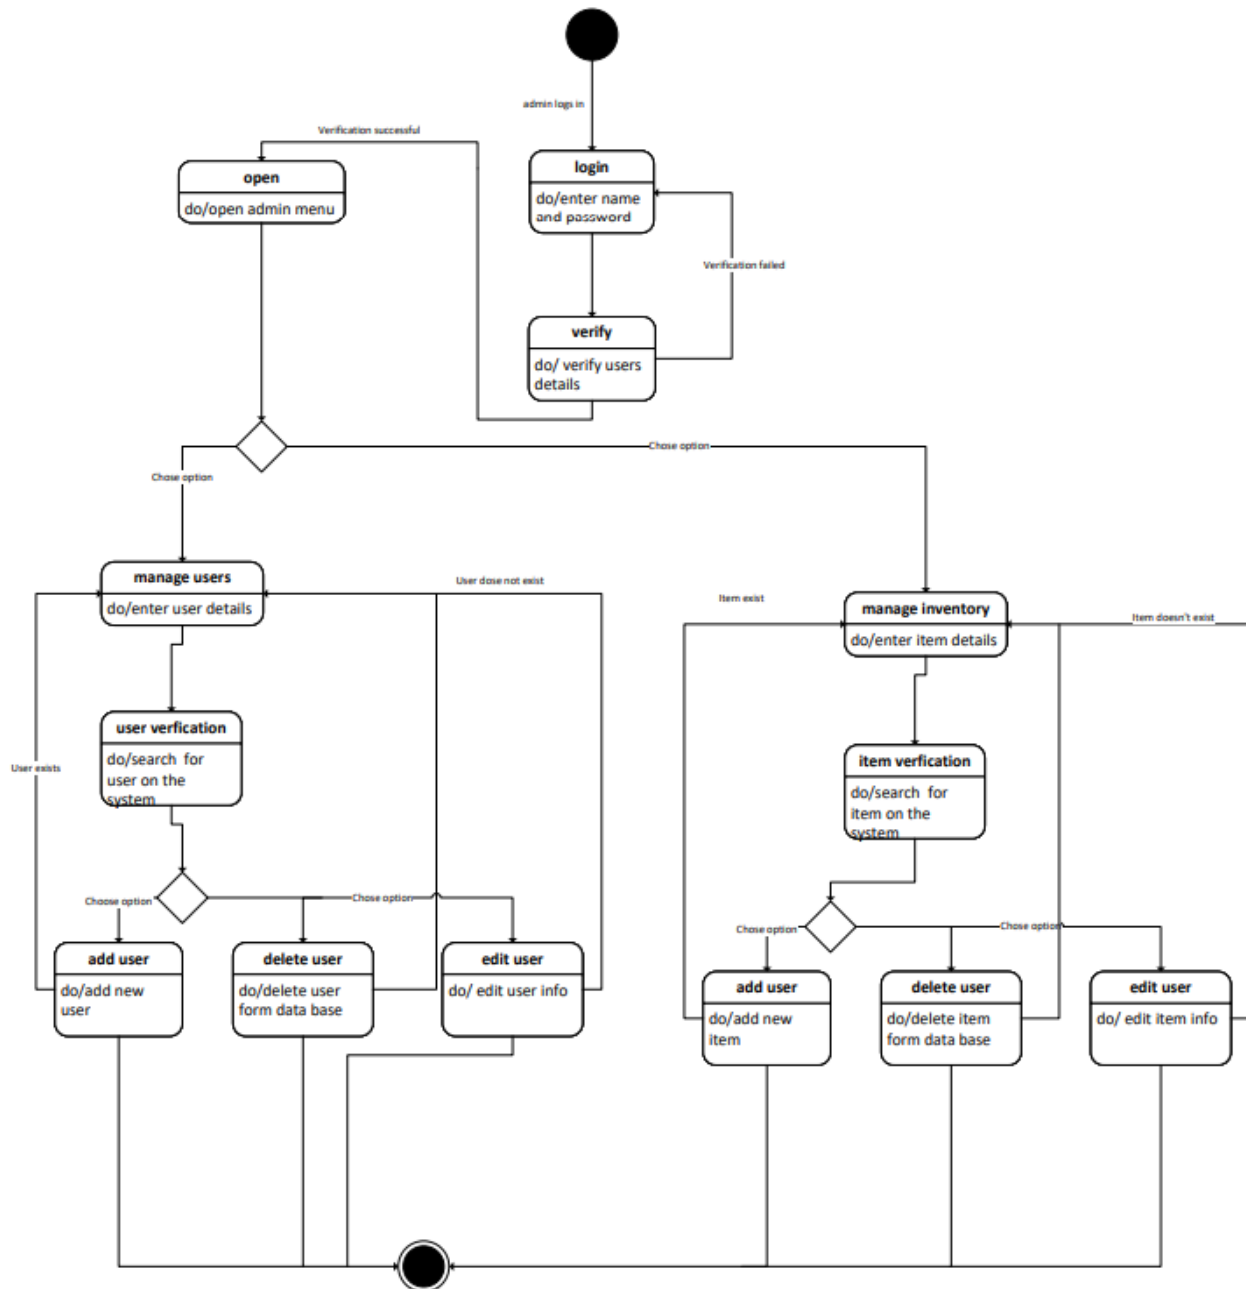 admin logs in
Verification successful
login
do/enter name
and password
open
do/open admin menu
Verification failed
verify
do/ verify users
details
Chose option
Chose option
manage users
do/enter user details
User dose not exist
Item exist
manage inventory
do/enter item details
Item doesn't exist
user verfication
do/search for
user on the
system
User exists
item verfication
do/search for
item on the
system
Choose option
Chose option
Chose option
Chose option
add user
do/add new
user
delete user
do/delete user
form data base
edit user
do/ edit user info
add user
do/add new
item
delete user
do/delete item
form data base
edit user
do/ edit item info